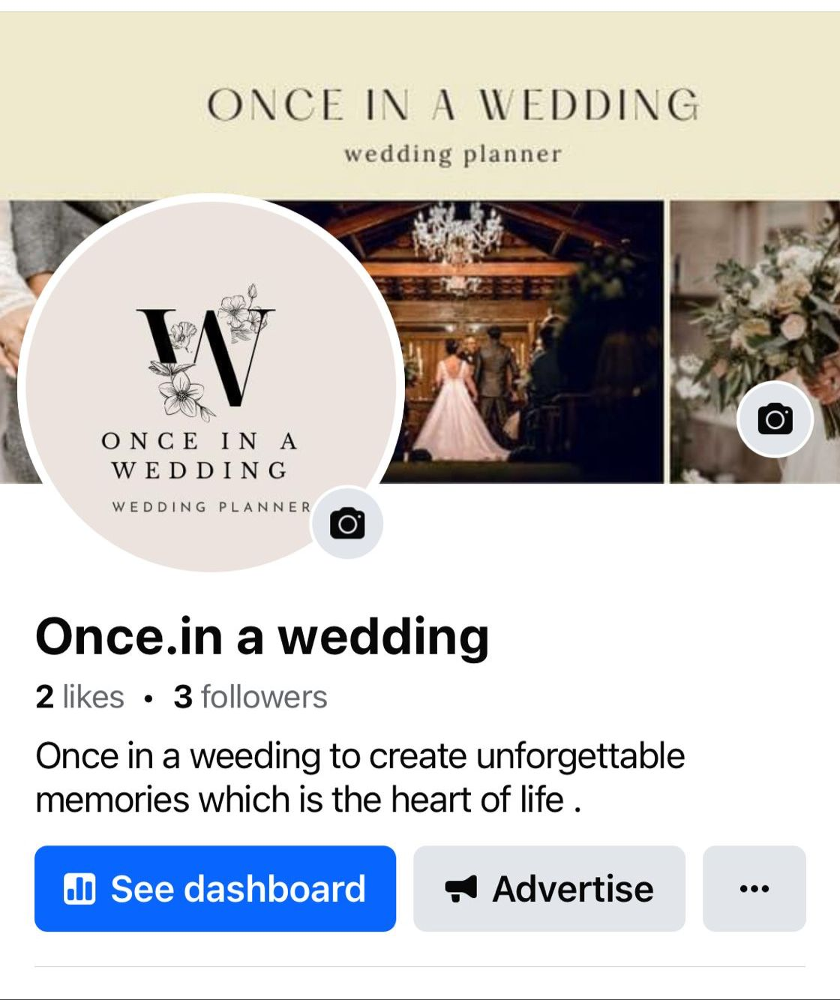 ONCE IN A WEDDING
wedding planner
W
ONCE IN A
WEDDING
WEDDING PLANNER
Once.in a wedding
2 likes • 3 followers
Once in a weeding to create unforgettable
memories which is the heart of life .
See dashboard
Advertise
...